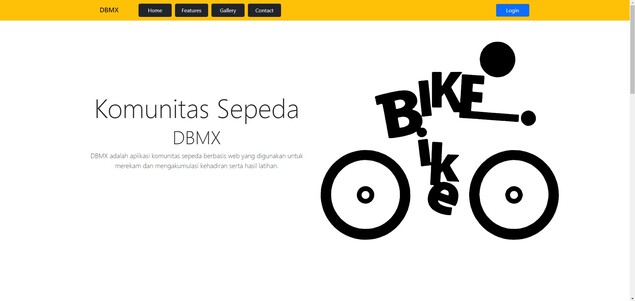 DBMX
Home
Features
Gallery
Contact
Login
Komunitas Sepeda
DBMX
DBMX adalah aplikasi komunitas sepeda berbasis web yang digunakan untuk
merekam dan mengakumulasi kehadiran serta hasil latihan.
BIKE
Bike